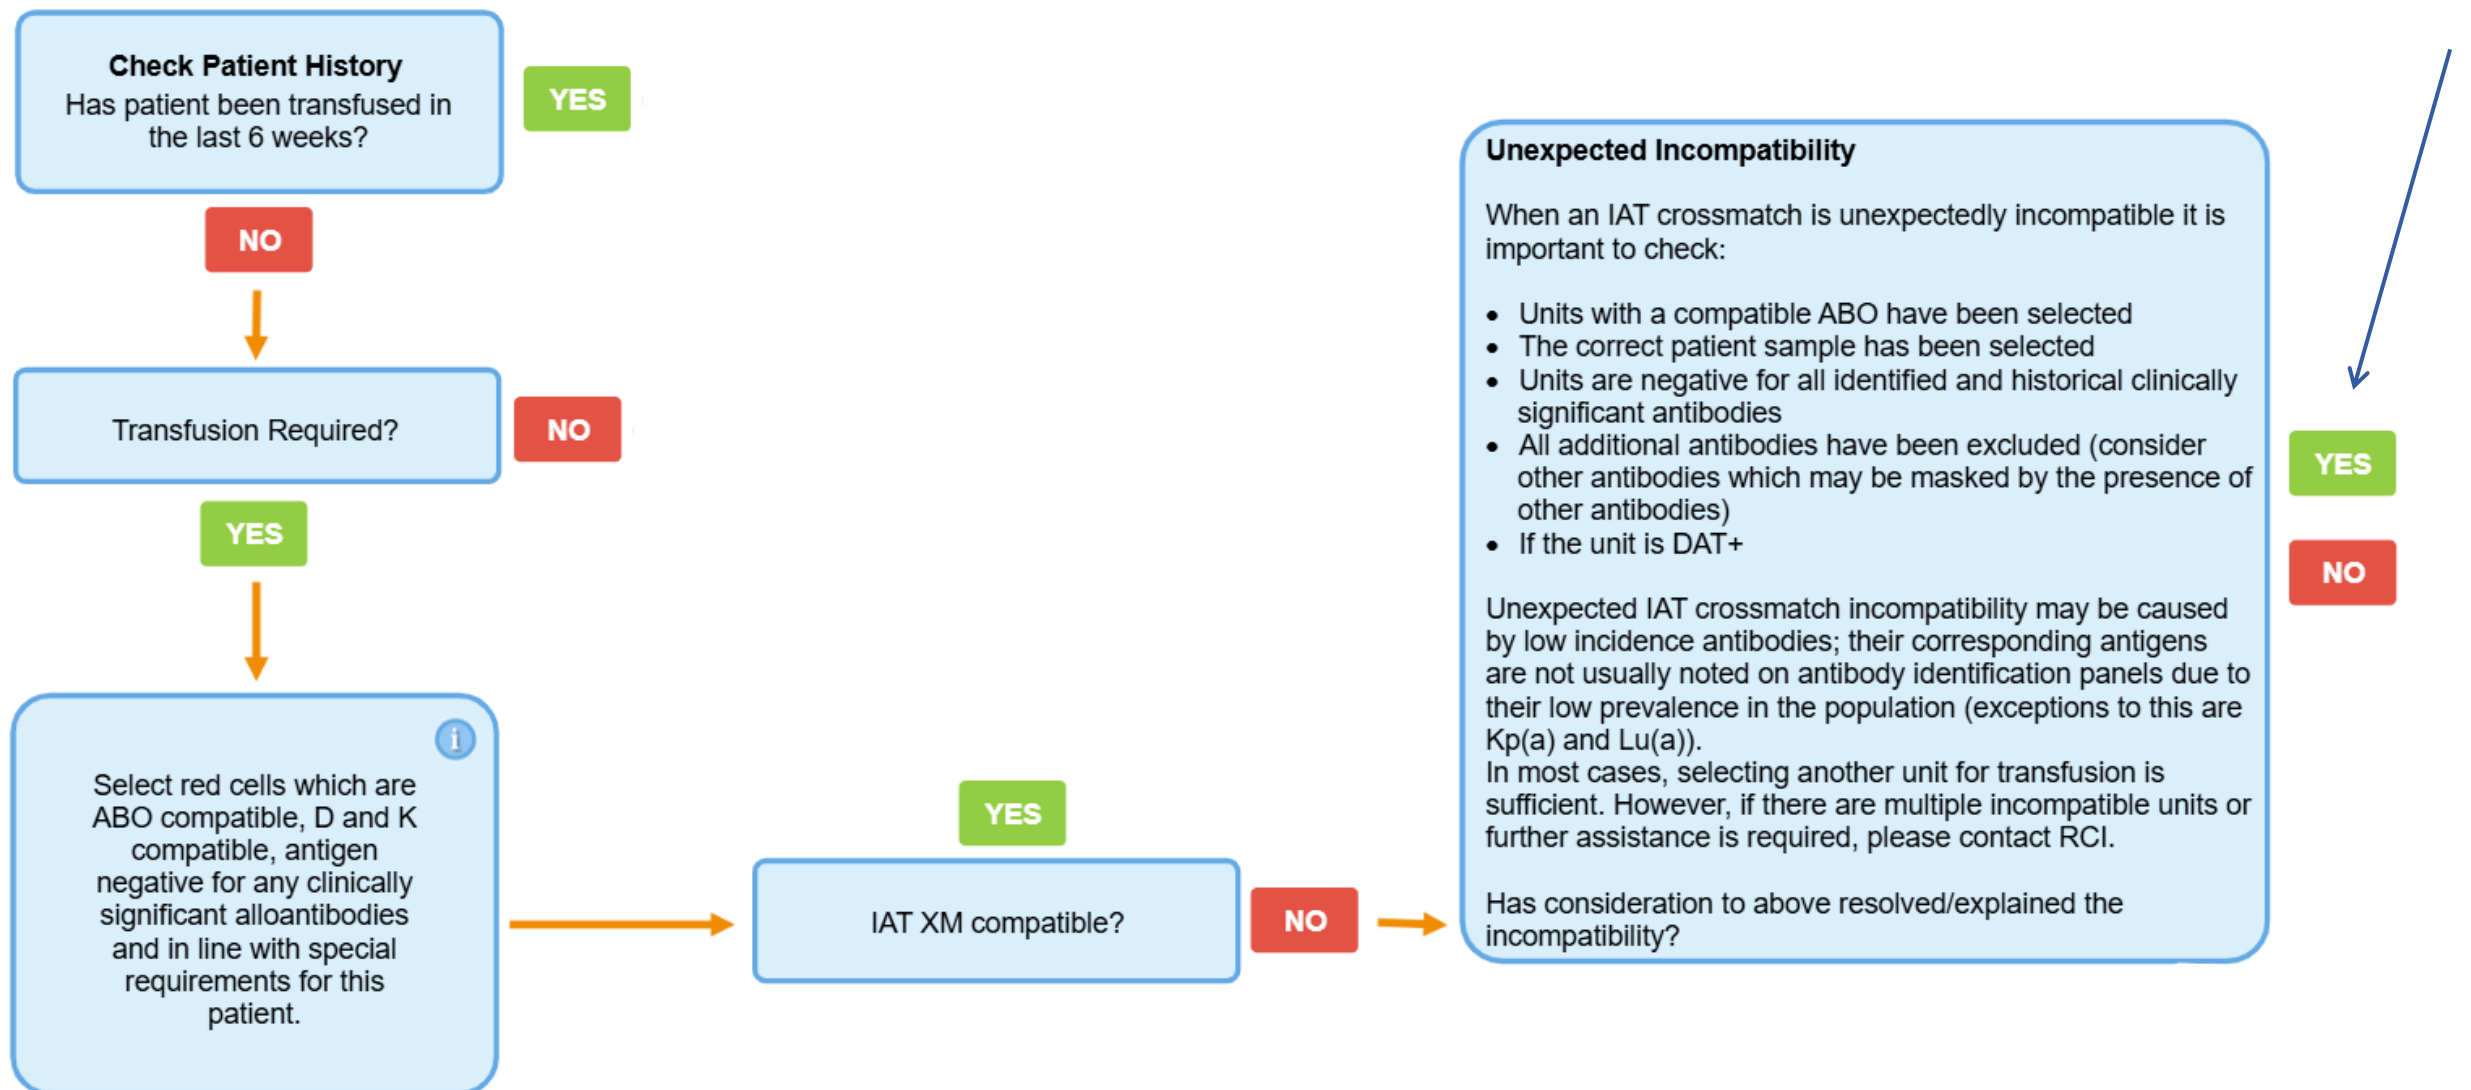 Check Patient History
Has patient been transfused in
the last 6 weeks?
YES
NO
Transfusion Required?
NO
YES
i
Select red cells which are
ABO compatible, D and K
compatible, antigen
negative for any clinically
significant alloantibodies
and in line with special
requirements for this
patient.
YES
IAT XM compatible?
NO
Unexpected Incompatibility
When an IAT crossmatch is unexpectedly incompatible it is
important to check:
• Units with a compatible ABO have been selected
• The correct patient sample has been selected
• Units are negative for all identified and historical clinically
significant antibodies
• All additional antibodies have been excluded (consider
other antibodies which may be masked by the presence of
other antibodies)
• If the unit is DAT+
Unexpected IAT crossmatch incompatibility may be caused
by low incidence antibodies; their corresponding antigens
are not usually noted on antibody identification panels due to
their low prevalence in the population (exceptions to this are
Kp(a) and Lu(a)).
In most cases, selecting another unit for transfusion is
sufficient. However, if there are multiple incompatible units or
further assistance is required, please contact RCI.
Has consideration to above resolved/explained the
incompatibility?
YES
NO